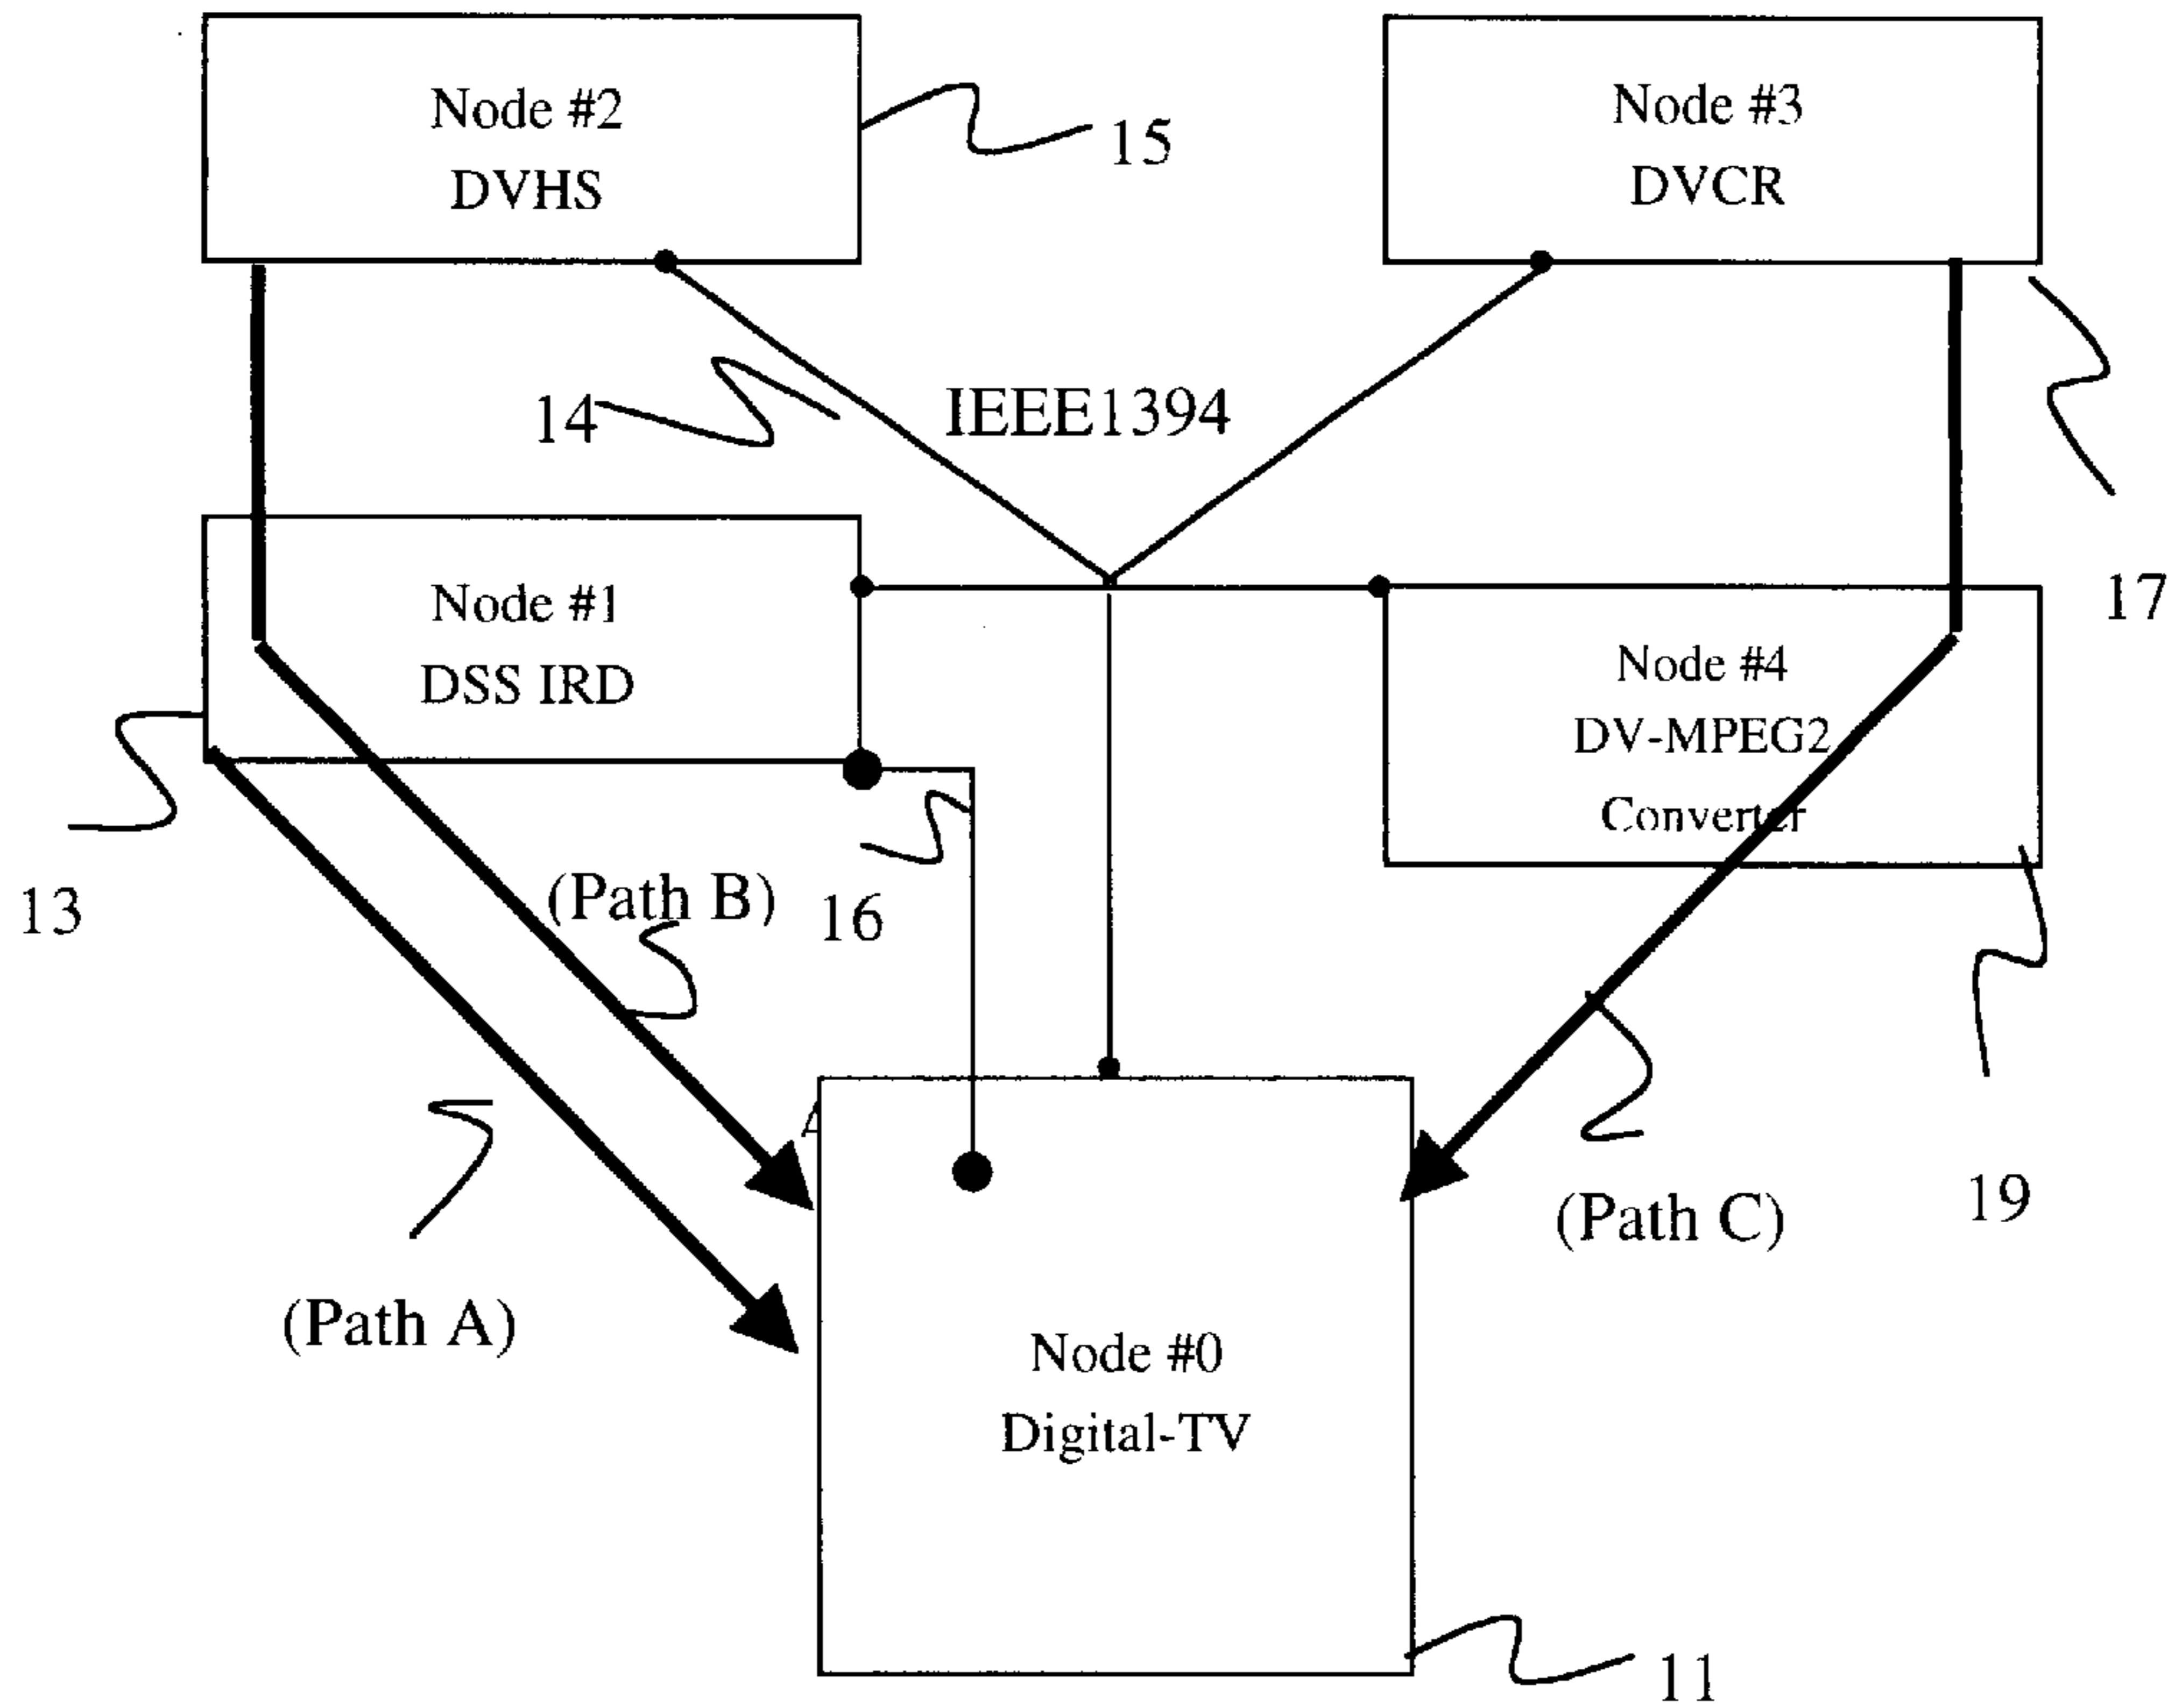 Node #2
DVHS
15
Node #3
DVCR
14
IEEE1394
17
Node #1
DSS IRD
Node #4
DV-MPEG2
Converter
13
(Path B)
16
19
(Path C)
(Path A)
Node #0
Digital-TV
11